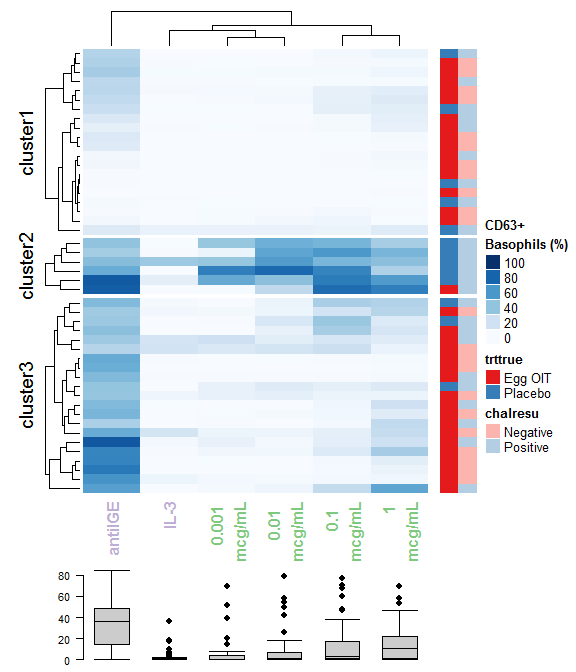 cluster1
cluster2
cluster3
CD63+
Basophils (%)
100
80
60
40
20
0
trttrue
Egg OIT
Placebo
chalresu
Negative
Positive
antiIGE
IL-3
0.001
mcg/mL
0.01
mcg/mL
0.1
mcg/mL
1
mcg/mL
80
60
40
20
0